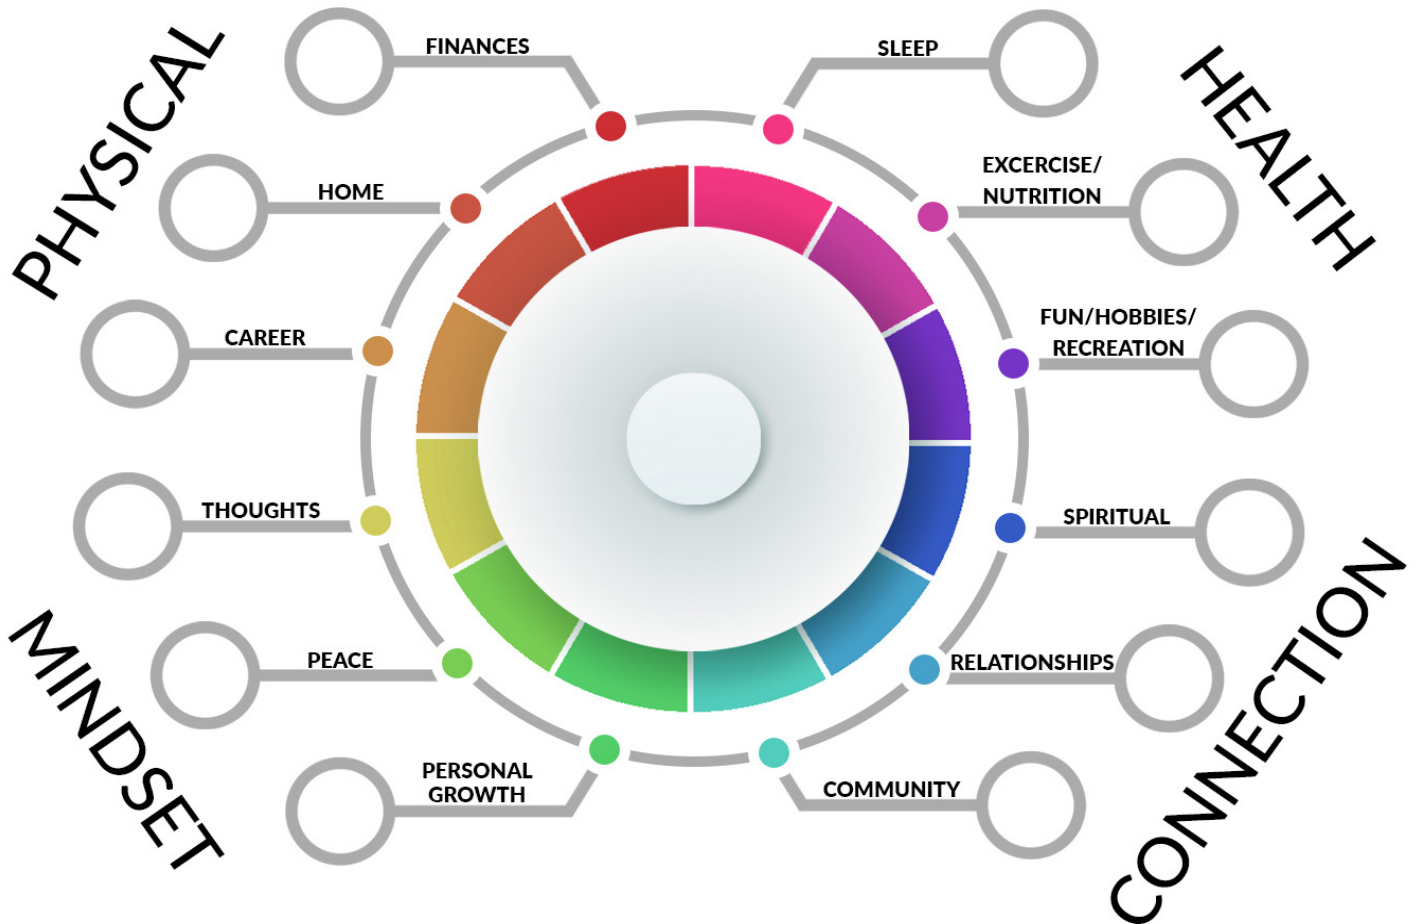 PHYSICAL
FINANCES
HOME
CAREER
HEALTH
SLEEP
EXCERCISE/
NUTRITION
FUN/HOBBIES/
RECREATION
MINDSET
THOUGHTS
PEACE
PERSONAL
GROWTH
CONNECTION
SPIRITUAL
RELATIONSHIPS
COMMUNITY